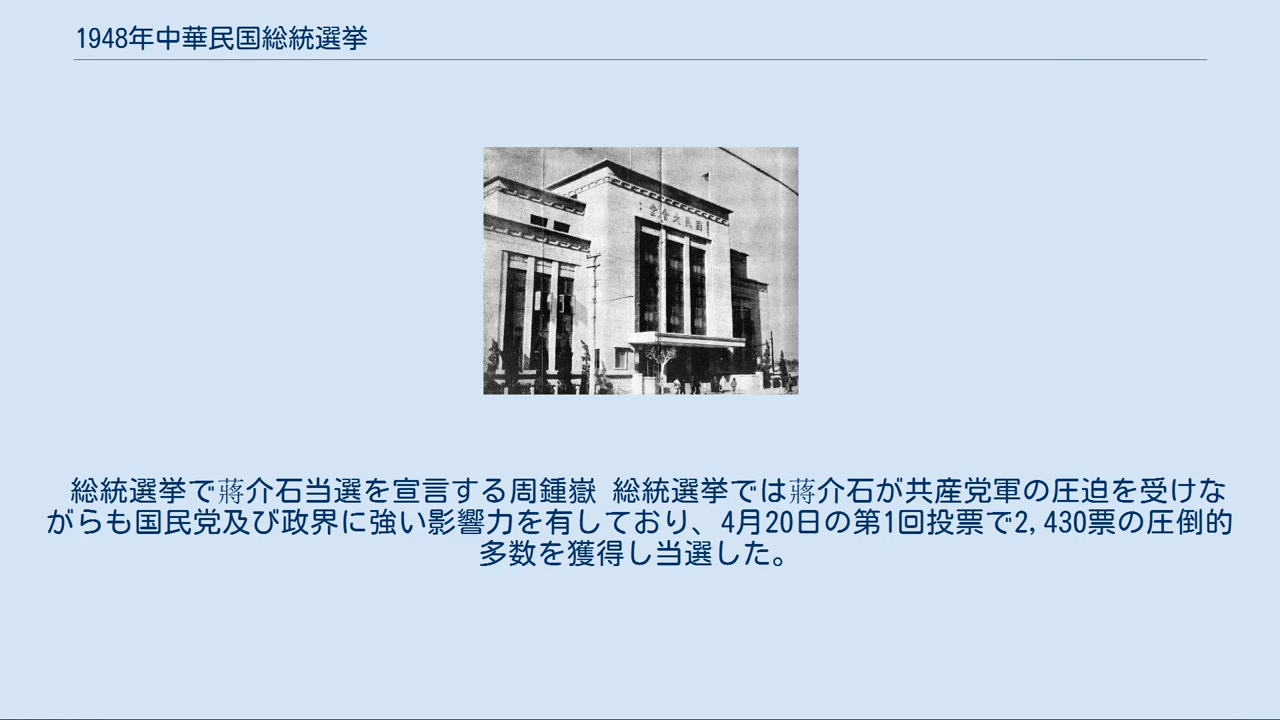 1948年中華民国総統選挙
國民大會堂
総統選挙で蔣介石当選を宣言する周鍾嶽 総統選挙では蔣介石が共産党軍の圧迫を受けな
がらも国民党及び政界に強い影響力を有しており、4月20日の第1回投票で2,430票の圧倒的
多数を獲得し当選した。